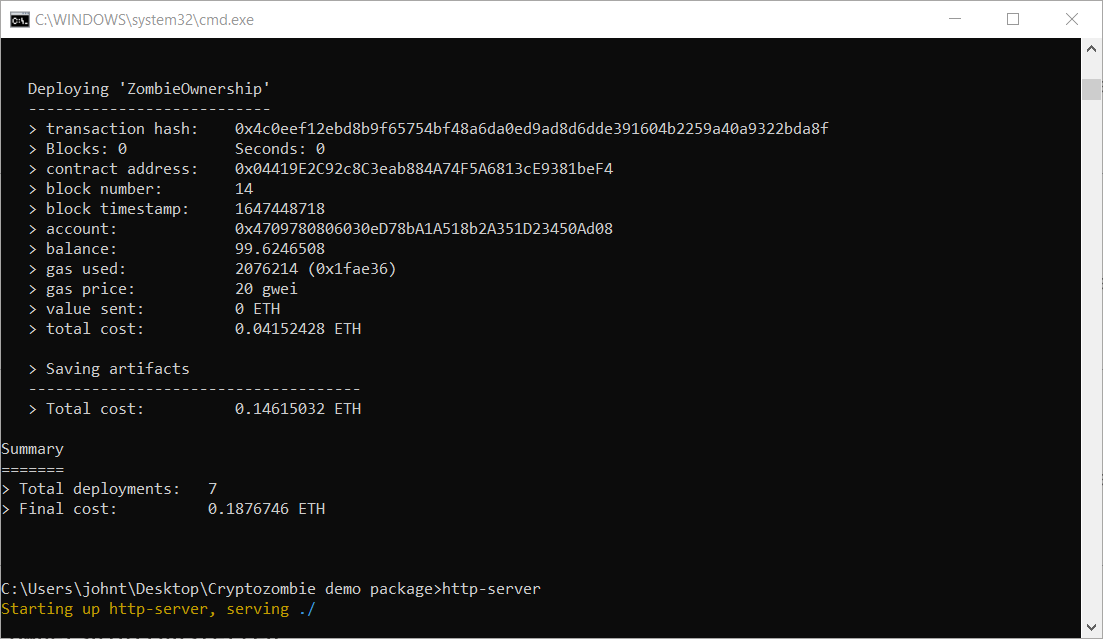 C:\WINDOWS\system32\cmd.exe
Deploying 'ZombieOwnership'
---------------------------
> transaction hash:    0x4c0eef12ebd8b9f65754bf48a6da0ed9ad8d6dde391604b2259a40a9322bda8f
> Blocks: 0            Seconds: 0
> contract address:    0x04419E2C92c8C3eab884A74F5A6813cE9381beF4
> block number:        14
> block timestamp:     1647448718
> account:             0x4709780806030eD78bA1A518b2A351D23450Ad08
> balance:             99.6246508
> gas used:            2076214 (0x1fae36)
> gas price:           20 gwei
> value sent:          0 ETH
> total cost:          0.04152428 ETH
> Saving artifacts
-------------------------------------
> Total cost:          0.14615032 ETH
Summary
=======
> Total deployments:   7
> Final cost:          0.1876746 ETH
C:\Users\johnt\Desktop\Cryptozombie demo package>http-server
Starting up http-server, serving ./